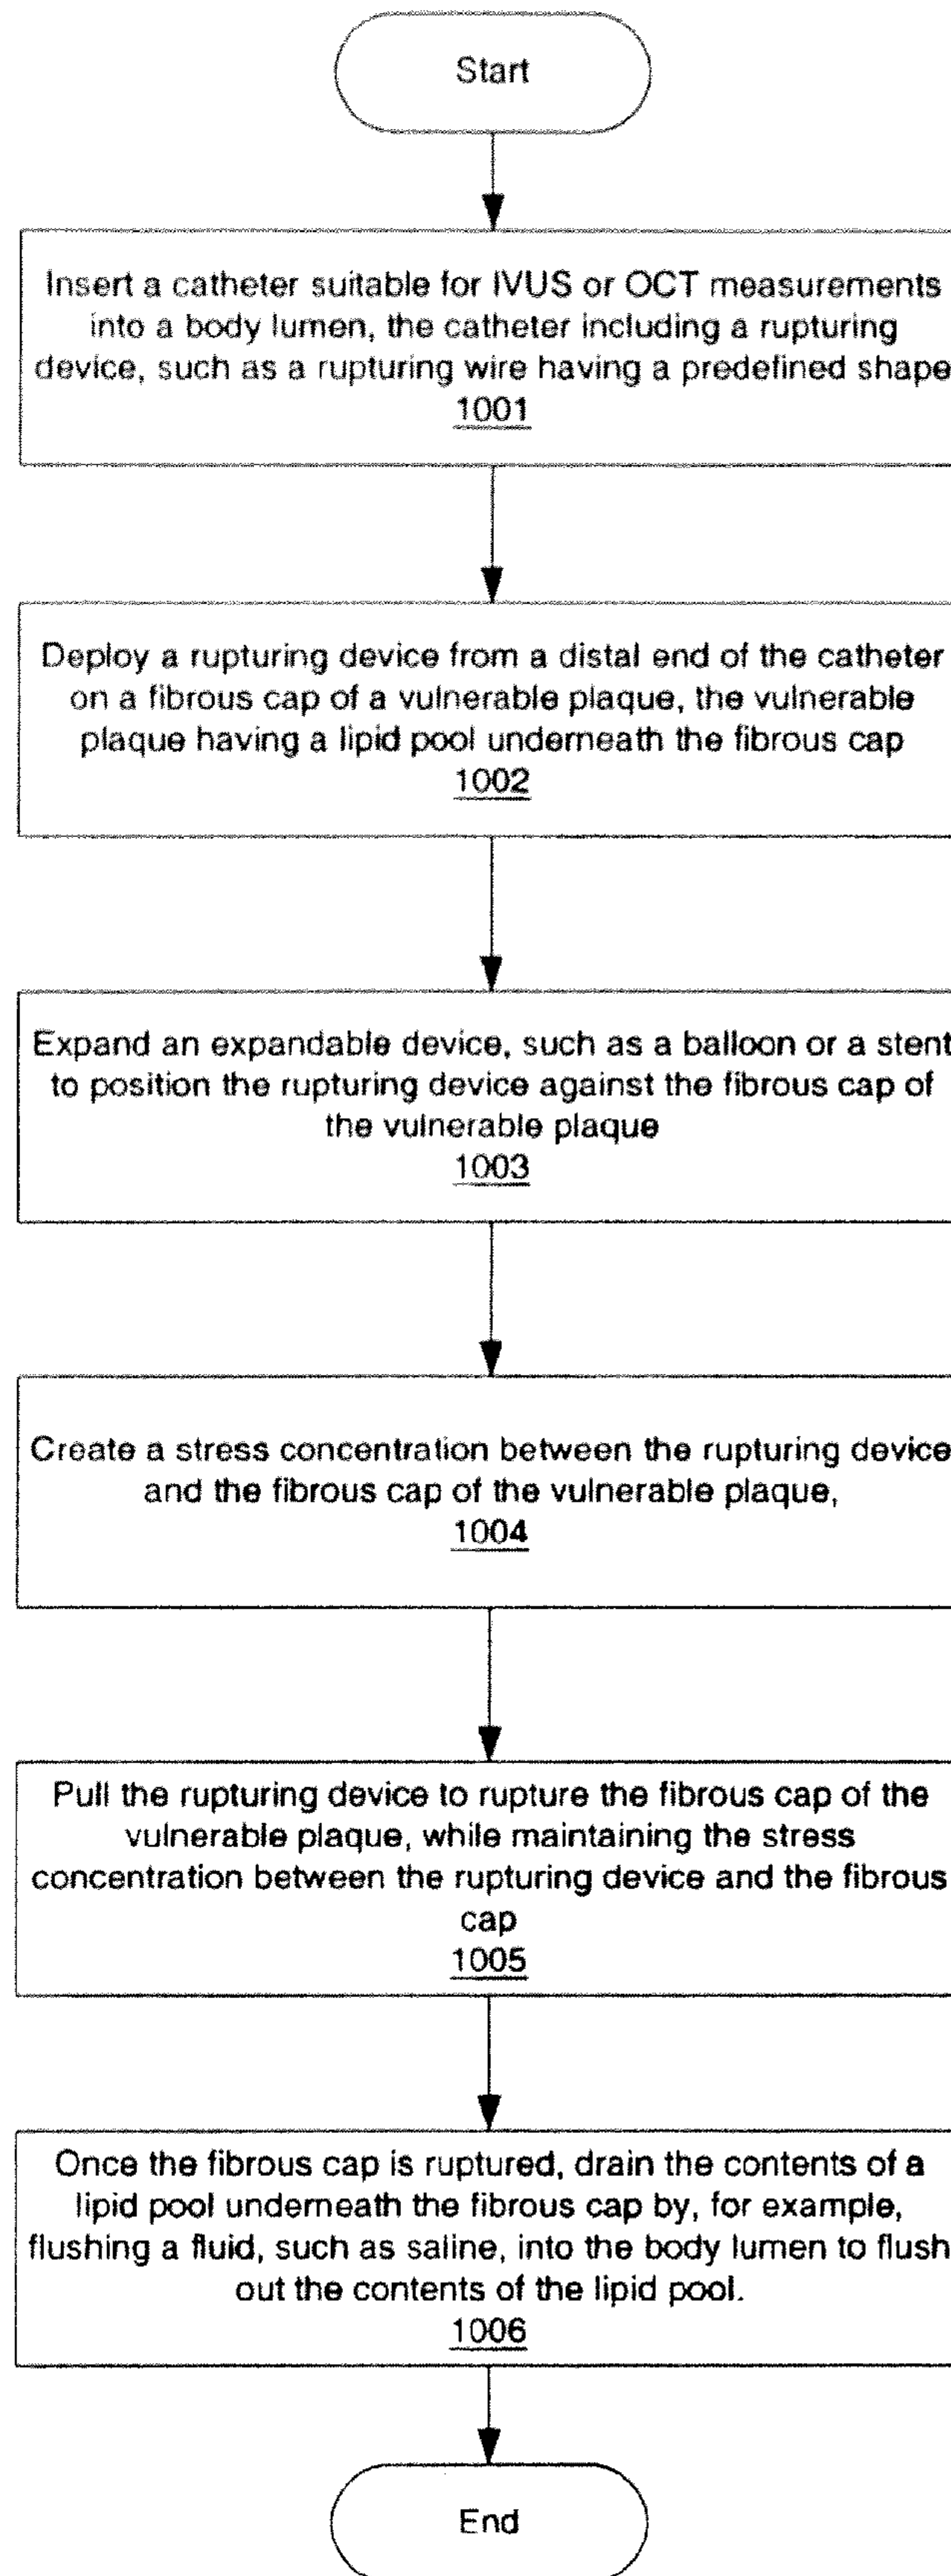 Start
Insert a catheter suitable for IVUS or OCT measurements
into a body lumen, the catheter including a rupturing
device, such as a rupturing wire having a predefined shape
1001
Deploy a rupturing device from a distal end of the catheter
on a fibrous cap of a vulnerable plaque, the vulnerable
plaque having a lipid pool underneath the fibrous cap
1002
Expand an expandable device, such as a balloon or a stent
to position the rupturing device against the fibrous cap of
the vulnerable plaque
1003
Create a stress concentration between the rupturing device
and the fibrous cap of the vulnerable plaque,
1004
Pull the rupturing device to rupture the fibrous cap of the
vulnerable plaque, while maintaining the stress
concentration between the rupturing device and the fibrous
cap
1005
Once the fibrous cap is ruptured, drain the contents of a
lipid pool underneath the fibrous cap by, for example,
flushing a fluid, such as saline, into the body lumen to flush
out the contents of the lipid pool.
1006
End